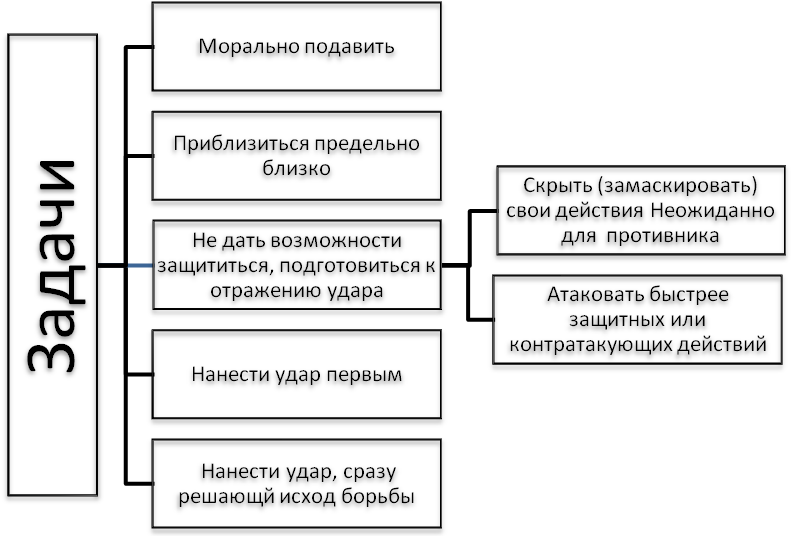 Задачи
Морально подавить
Приблизиться предельно
близко
Не дать возможности
защититься, подготовиться к
отражению удара
Скрыть (замаскировать)
свои действия Неожиданно
для противника
Атаковать быстрее
защитных или
контратакующих действий
Нанести удар первым
Нанести удар, сразу
решающй исход борьбы